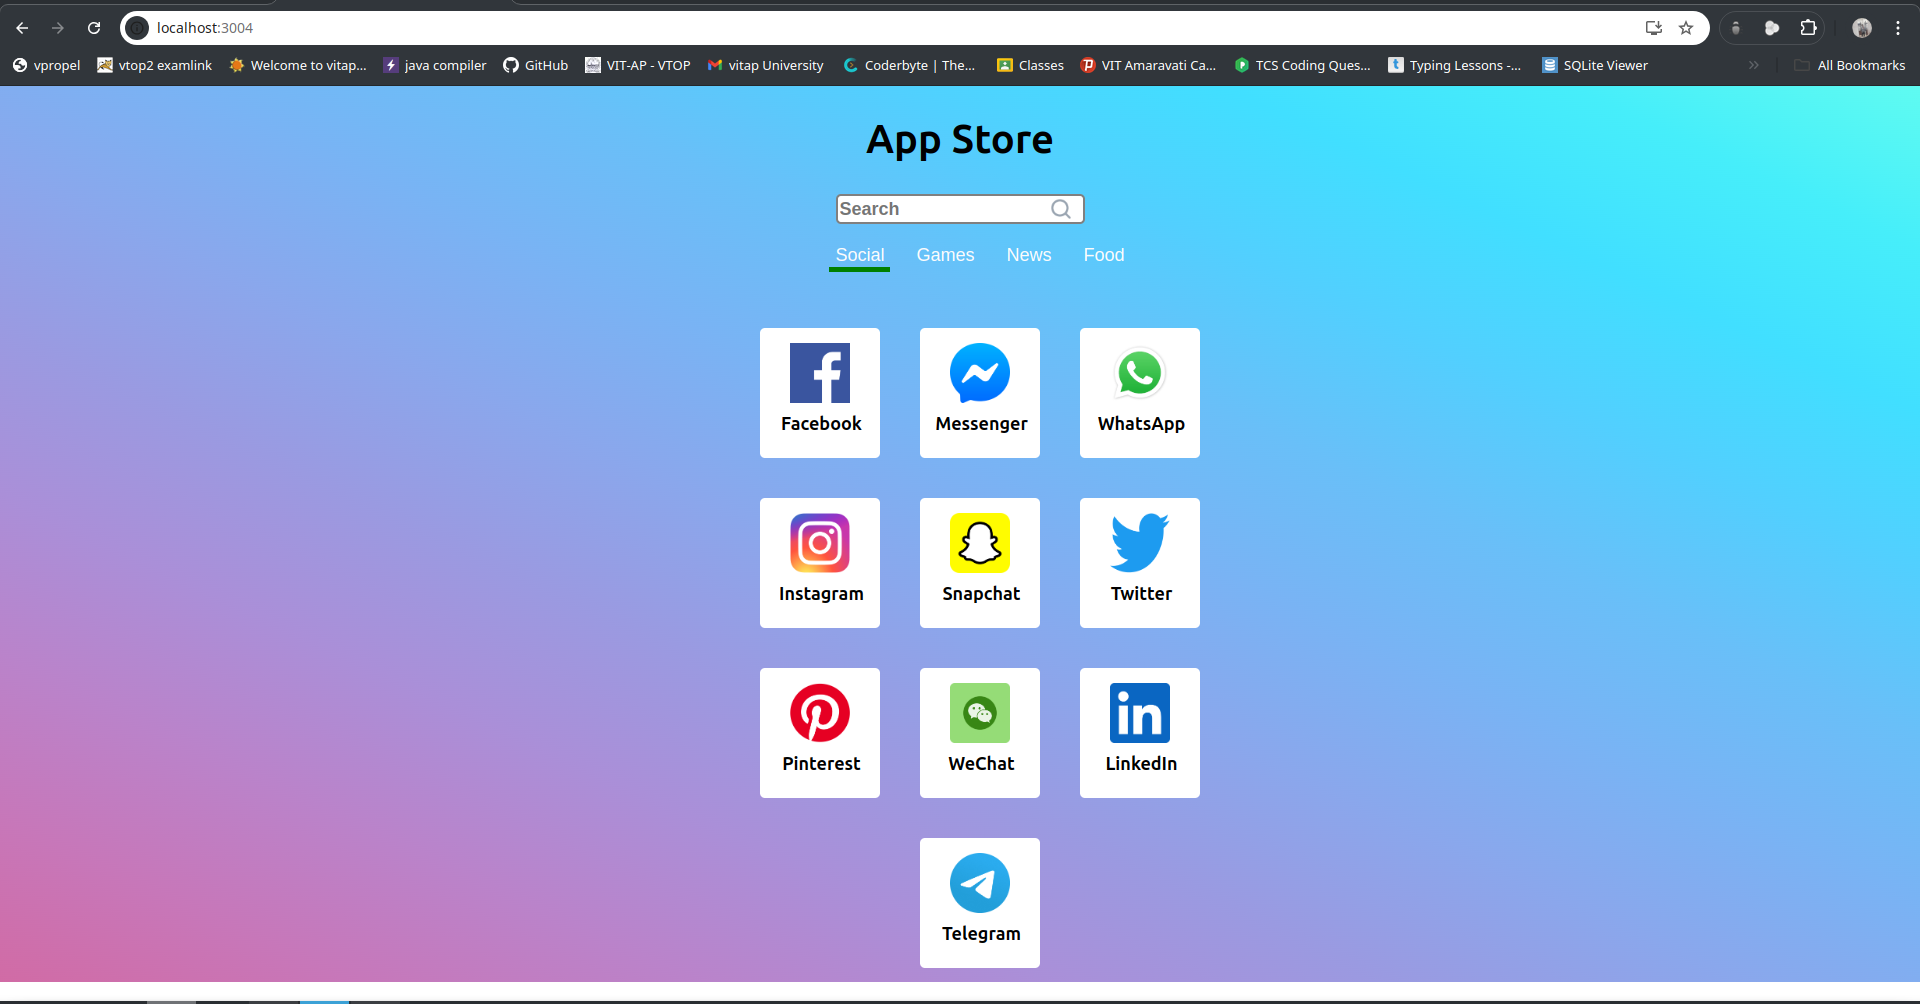 localhost:3004
vpropel vtop2 examlink Welcome to vitap... java compiler GitHub VIT-AP - VTOP vitap University Coderbyte | The... Classes VIT Amaravati Ca... TCS Coding Ques... Typing Lessons -... SQLite Viewer » All Bookmarks
App Store
Search
Social Games News Food
Facebook Messenger WhatsApp
Instagram Snapchat Twitter
Pinterest WeChat LinkedIn
Telegram